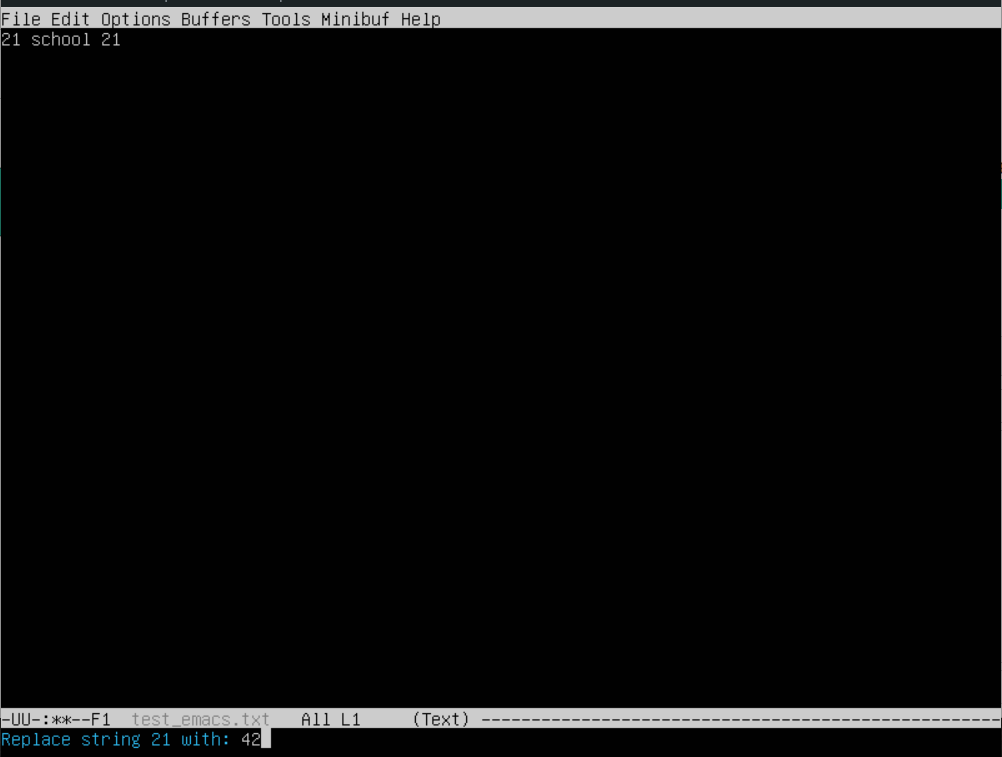 File Edit Options Buffers Tools Minibuf Help
21 school 21
-UU-:**--F1  test_emacs.txt   All L1     (Text) ----------------------------------------------------
Replace string 21 with: 42